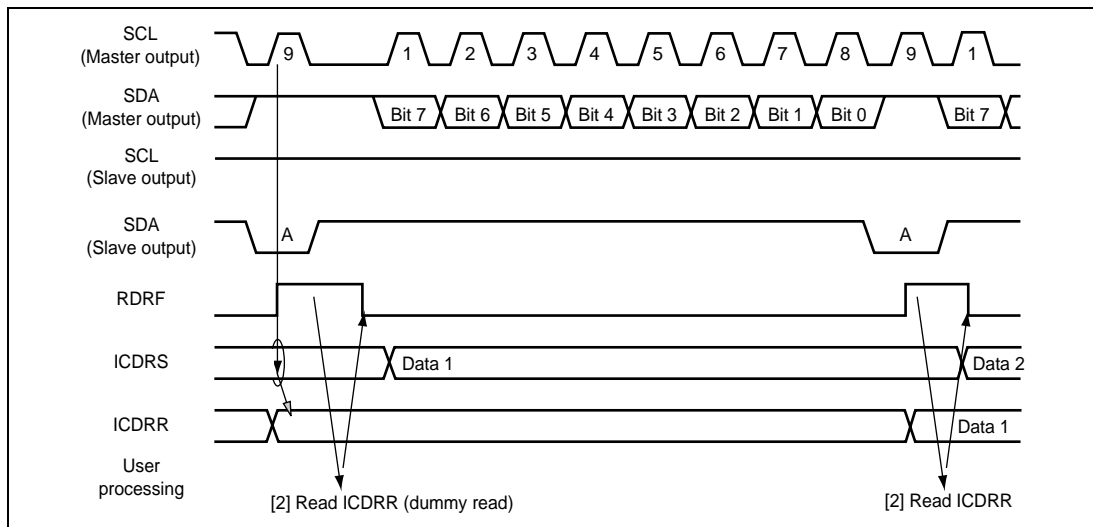 SCL
(Master output)
9 1 2 3 4 5 6 7 8 9 1
SDA
(Master output)
Bit 7 Bit 6 Bit 5 Bit 4 Bit 3 Bit 2 Bit 1 Bit 0 Bit 7
SCL
(Slave output)
SDA
(Slave output)
A A
RDRF
ICDRS
Data 1 Data 2
ICDRR
Data 1
User
processing
[2] Read ICDRR (dummy read) [2] Read ICDRR